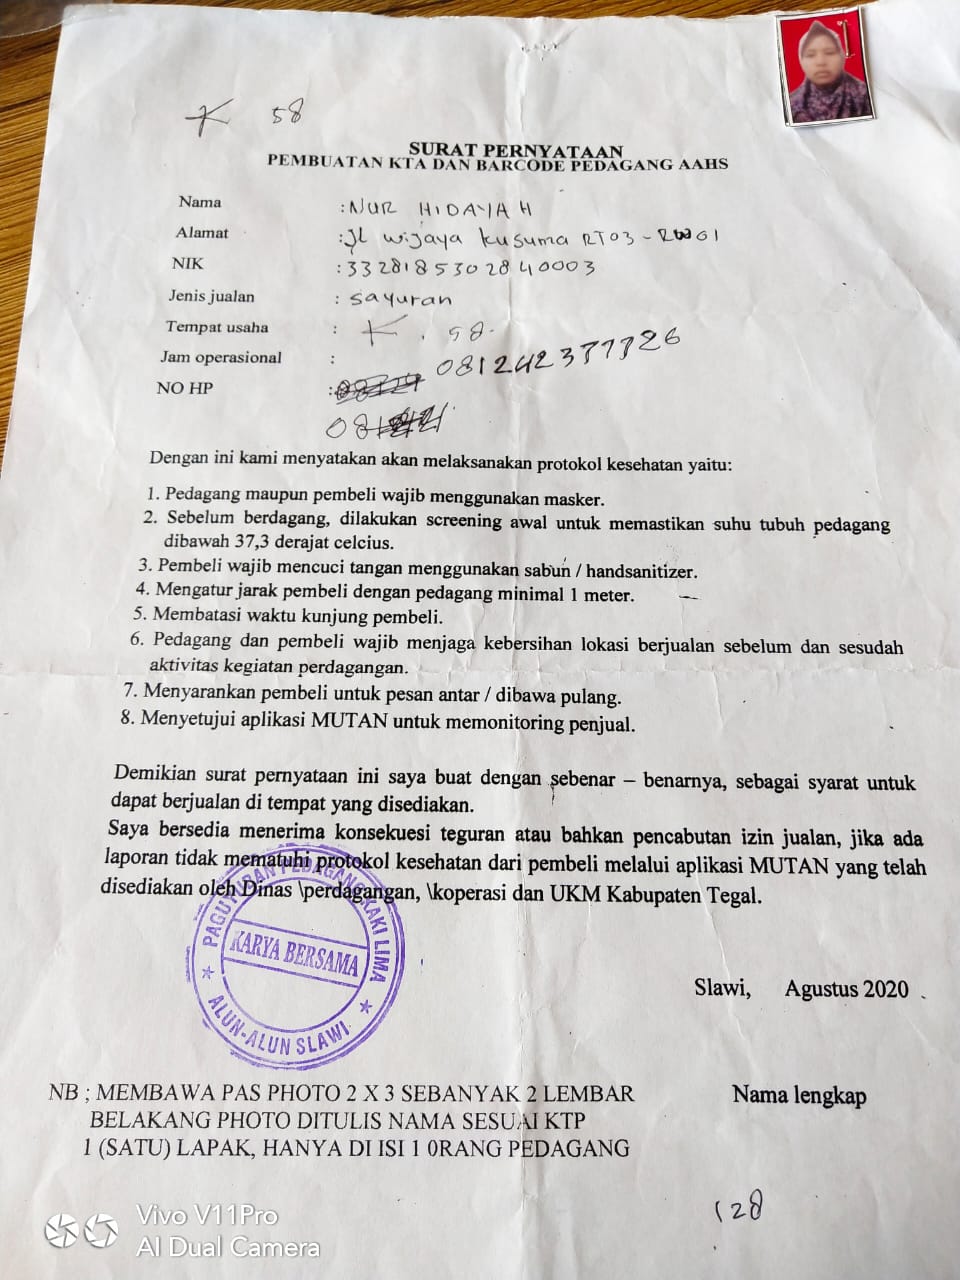 K 58
SURAT PERNYATAAN
PEMBUATAN KTA DAN BARCODE PEDAGANG AAHS
Nama : NUR HIDAYAH
Alamat : Jl wijaya kusuma RT03 - RW01
NIK : 3328185302840003
Jenis jualan : sayuran
Tempat usaha : K. 58.
Jam operasional :
081242377326
NO HP :
Dengan ini kami menyatakan akan melaksanakan protokol kesehatan yaitu:
1. Pedagang maupun pembeli wajib menggunakan masker.
2. Sebelum berdagang, dilakukan screening awal untuk memastikan suhu tubuh pedagang
dibawah 37,3 derajat celcius.
3. Pembeli wajib mencuci tangan menggunakan sabun / handsanitizer.
4. Mengatur jarak pembeli dengan pedagang minimal 1 meter.
5. Membatasi waktu kunjung pembeli.
6. Pedagang dan pembeli wajib menjaga kebersihan lokasi berjualan sebelum dan sesudah
aktivitas kegiatan perdagangan.
7. Menyarankan pembeli untuk pesan antar / dibawa pulang.
8. Menyetujui aplikasi MUTAN untuk memonitoring penjual.
Demikian surat pernyataan ini saya buat dengan sebenar – benarnya, sebagai syarat untuk
dapat berjualan di tempat yang disediakan.
Saya bersedia menerima konsekuesi teguran atau bahkan pencabutan izin jualan, jika ada
laporan tidak mematuhi protokol kesehatan dari pembeli melalui aplikasi MUTAN yang telah
disediakan oleh Dinas \perdagangan, \koperasi dan UKM Kabupaten Tegal.
PAGUYUBAN PEDAGANG KAKI LIMA
KARYA BERSAMA
ALUN-ALUN SLAWI
Slawi, Agustus 2020
NB ; MEMBAWA PAS PHOTO 2 X 3 SEBANYAK 2 LEMBAR
BELAKANG PHOTO DITULIS NAMA SESUAI KTP
1 (SATU) LAPAK, HANYA DI ISI 1 0RANG PEDAGANG
Nama lengkap
128
Vivo V11Pro
AI Dual Camera